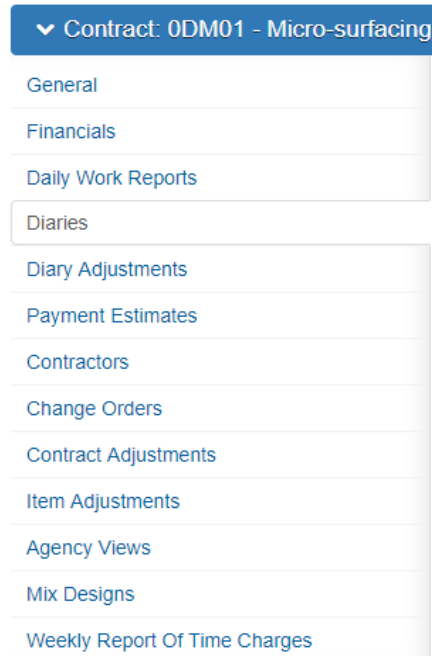 Contract: 0DM01 - Micro-surfacing
General
Financials
Daily Work Reports
Diaries
Diary Adjustments
Payment Estimates
Contractors
Change Orders
Contract Adjustments
Item Adjustments
Agency Views
Mix Designs
Weekly Report Of Time Charges